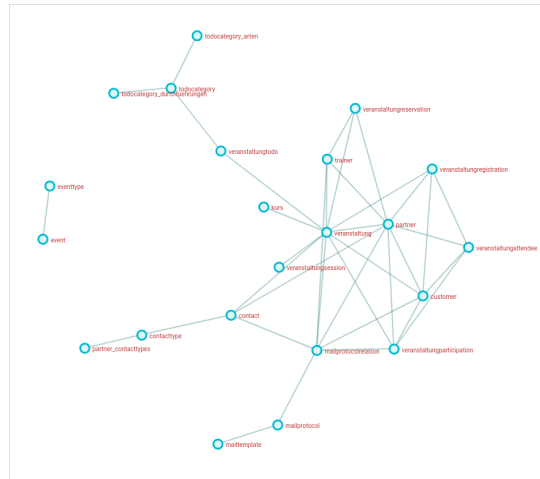 todocategory_arten
todocategory
todocategory_durchfuehrungen
veranstaltungreservation
veranstaltungtodo
trainer
veranstaltungregistration
eventtype
kurs
partner
veranstaltung
event
veranstaltungattendee
veranstaltungsession
customer
contact
contacttype
partner_contacttypes
mailprotocolrelation
veranstaltungparticipation
mailprotocol
mailtemplate